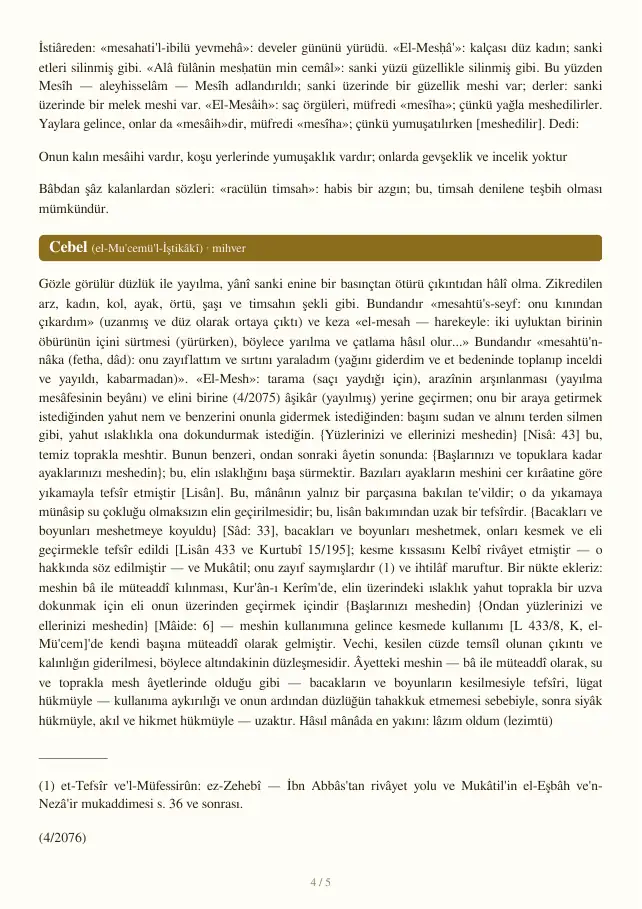 İstiâreden: «mesahati'l-ibilü yevmehâ»: develer gününü yürüdü. «El-Mesḥâ'»: kalçası düz kadın; sanki
etleri silinmiş gibi. «Alâ fülânin mesḥatün min cemâl»: sanki yüzü güzellikle silinmiş gibi. Bu yüzden
Mesîh — aleyhisselâm — Mesîh adlandırıldı; sanki üzerinde bir güzellik meshi var; derler: sanki
üzerinde bir melek meshi var. «El-Mesâih»: saç örgüleri, müfredi «mesîha»; çünkü yağla meshedilirler.
Yaylara gelince, onlar da «mesâih»dir, müfredi «mesîha»; çünkü yumuşatılırken [meshedilir]. Dedi:
Onun kalın mesâihi vardır, koşu yerlerinde yumuşaklık vardır; onlarda gevşeklik ve incelik yoktur
Bâbdan şâz kalanlardan sözleri: «racülün timsah»: habis bir azgın; bu, timsah denilene teşbih olması
mümkündür.
Cebel (el-Mu'cemü'l-İştikâkî) · mihver
Gözle görülür düzlük ile yayılma, yânî sanki enine bir basınçtan ötürü çıkıntıdan hâlî olma. Zikredilen
arz, kadın, kol, ayak, örtü, şaşı ve timsahın şekli gibi. Bundandır «mesahtü's-seyf: onu kınından
çıkardım» (uzanmış ve düz olarak ortaya çıktı) ve keza «el-mesah — harekeyle: iki uyluktan birinin
öbürünün içini sürtmesi (yürürken), böylece yarılma ve çatlama hâsıl olur...» Bundandır «mesahtü'n-
nâka (fetha, dâd): onu zayıflattım ve sırtını yaraladım (yağını giderdim ve et bedeninde toplanıp inceldi
ve yayıldı, kabarmadan)». «El-Mesh»: tarama (saçı yaydığı için), arazînin arşınlanması (yayılma
mesâfesinin beyânı) ve elini birine (4/2075) âşikâr (yayılmış) yerine geçirmen; onu bir araya getirmek
istediğinden yahut nem ve benzerini onunla gidermek istediğinden: başını sudan ve alnını terden silmen
gibi, yahut ıslaklıkla ona dokundurmak istediğin. {Yüzlerinizi ve ellerinizi meshedin} [Nisâ: 43] bu,
temiz toprakla meshtir. Bunun benzeri, ondan sonraki âyetin sonunda: {Başlarınızı ve topuklara kadar
ayaklarınızı meshedin}; bu, elin ıslaklığını başa sürmektir. Bazıları ayakların meshini cer kırâatine göre
yıkamayla tefsîr etmiştir [Lisân]. Bu, mânânın yalnız bir parçasına bakılan te'vildir; o da yıkamaya
münâsip su çokluğu olmaksızın elin geçirilmesidir; bu, lisân bakımından uzak bir tefsîrdir. {Bacakları ve
boyunları meshetmeye koyuldu} [Sâd: 33], bacakları ve boyunları meshetmek, onları kesmek ve eli
geçirmekle tefsîr edildi [Lisân 433 ve Kurtubî 15/195]; kesme kıssasını Kelbî rivâyet etmiştir — o
hakkında söz edilmiştir — ve Mukâtil; onu zayıf saymışlardır (1) ve ihtilâf maruftur. Bir nükte ekleriz:
meshin bâ ile müteaddî kılınması, Kur'ân-ı Kerîm'de, elin üzerindeki ıslaklık yahut toprakla bir uzva
dokunmak için eli onun üzerinden geçirmek içindir {Başlarınızı meshedin} {Ondan yüzlerinizi ve
ellerinizi meshedin} [Mâide: 6] — meshin kullanımına gelince kesmede kullanımı [L 433/8, K, el-
Mü'cem]'de kendi başına müteaddî olarak gelmiştir. Vechi, kesilen cüzde temsîl olunan çıkıntı ve
kalınlığın giderilmesi, böylece altındakinin düzleşmesidir. Âyetteki meshin — bâ ile müteaddî olarak, su
ve toprakla mesh âyetlerinde olduğu gibi — bacakların ve boyunların kesilmesiyle tefsîri, lügat
hükmüyle — kullanıma aykırılığı ve onun ardından düzlüğün tahakkuk etmemesi sebebiyle, sonra siyâk
hükmüyle, akıl ve hikmet hükmüyle — uzaktır. Hâsıl mânâda en yakını: lâzım oldum (lezimtü)
(1) et-Tefsîr ve'l-Müfessirûn: ez-Zehebî — İbn Abbâs'tan rivâyet yolu ve Mukâtil'in el-Eşbâh ve'n-
Nezâ'ir mukaddimesi s. 36 ve sonrası.
(4/2076)
4 / 5